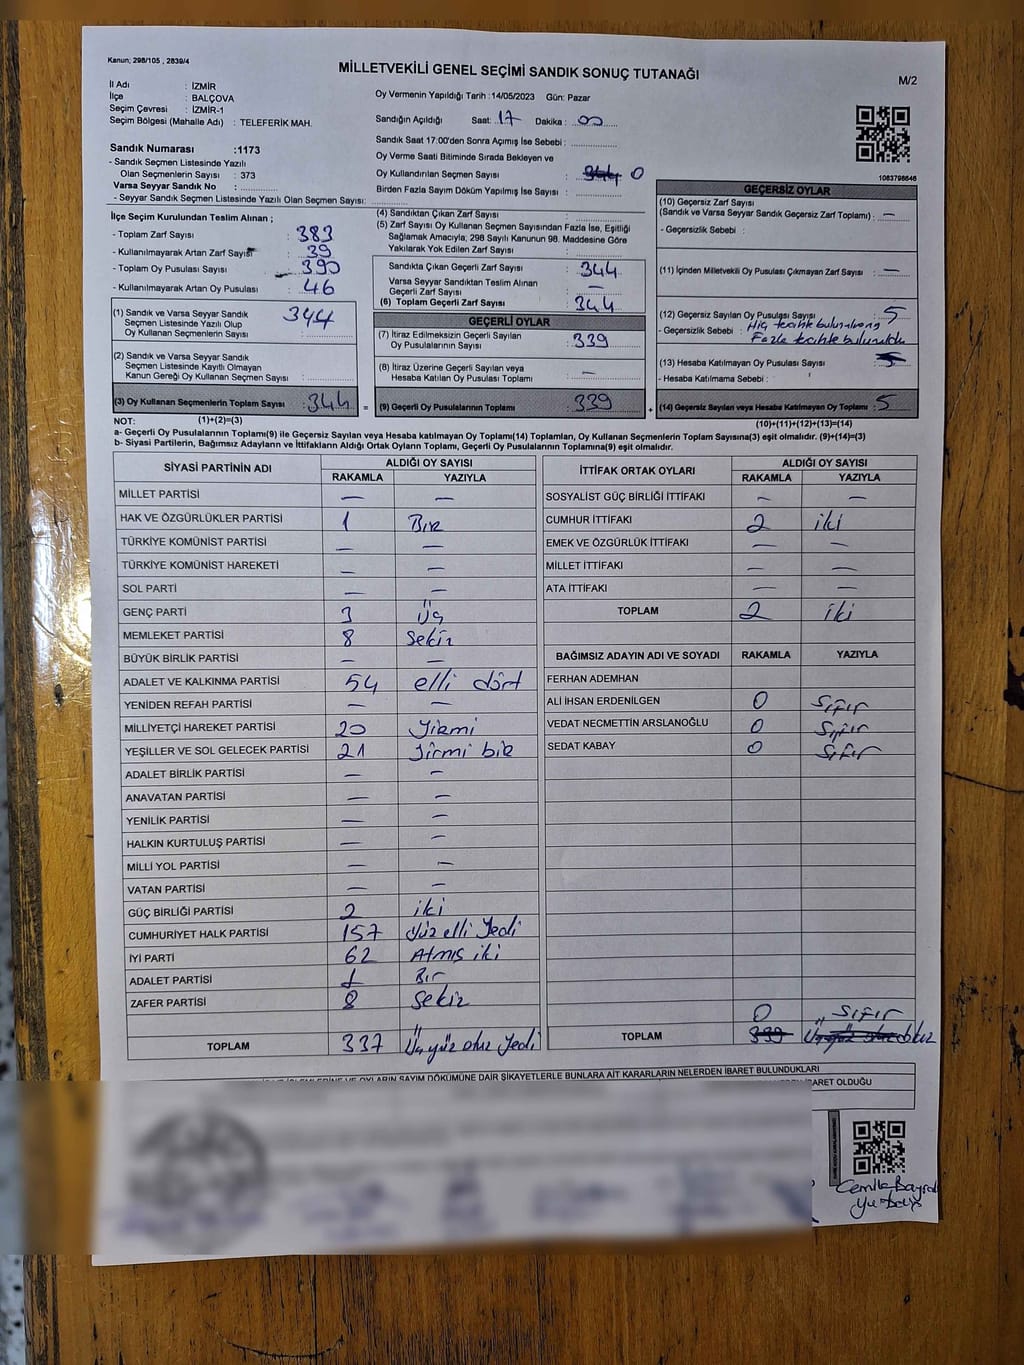 Kanun; 298/105 , 2839/4
MİLLETVEKİLİ GENEL SEÇİMİ SANDIK SONUÇ TUTANAĞI
M/2
İl Adı : İZMİR
İlçe : BALÇOVA
Seçim Çevresi : İZMİR-1
Seçim Bölgesi (Mahalle Adı) : TELEFERİK MAH.
Oy Vermenin Yapıldığı Tarih :14/05/2023 Gün: Pazar
Sandığın Açıldığı Saat: 17 Dakika : 00
Sandık Saat 17:00'den Sonra Açımış İse Sebebi :
Oy Verme Saati Bitiminde Sırada Bekleyen ve
Oy Kullandırılan Seçmen Sayısı : 344 0
Birden Fazla Sayım Döküm Yapılmış İse Sayısı :
Sandık Numarası :1173
- Sandık Seçmen Listesinde Yazılı
Olan Seçmenlerin Sayısı : 373
Varsa Seyyar Sandık No :
- Seyyar Sandık Seçmen Listesinde Yazılı Olan Seçmen Sayısı:
1083798646
İlçe Seçim Kurulundan Teslim Alınan ;
- Toplam Zarf Sayısı : 383
- Kullanılmayarak Artan Zarf Sayısı : 39
- Toplam Oy Pusulası Sayısı : 390
- Kullanılmayarak Artan Oy Pusulası : 46
(4) Sandıktan Çıkan Zarf Sayısı :
(5) Zarf Sayısı Oy Kullanan Seçmen Sayısından Fazla İse, Eşitliği
Sağlamak Amacıyla; 298 Sayılı Kanunun 98. Maddesine Göre
Yakılarak Yok Edilen Zarf Sayısı :
Sandıkta Çıkan Geçerli Zarf Sayısı : 344
Varsa Seyyar Sandıktan Teslim Alınan
Geçerli Zarf Sayısı : —
(6) Toplam Geçerli Zarf Sayısı : 344
GEÇERSİZ OYLAR
(10) Geçersiz Zarf Sayısı
(Sandık ve Varsa Seyyar Sandık Geçersiz Zarf Toplamı) : —
- Geçersizlik Sebebi :
(11) İçinden Milletvekili Oy Pusulası Çıkmayan Zarf Sayısı : —
(12) Geçersiz Sayılan Oy Pusulası Sayısı : 5
- Geçersizlik Sebebi : Hiç tercihte bulunulmamış
Fazla tercihte bulunuldu
(13) Hesaba Katılmayan Oy Pusulası Sayısı
- Hesaba Katılmama Sebebi :
(14) Geçersiz Sayılan veya Hesaba Katılmayan Oy Toplamı : 5
(10)+(11)+(12)+(13)=(14)
(1) Sandık ve Varsa Seyyar Sandık
Seçmen Listesinde Yazılı Olup
Oy Kullanan Seçmenlerin Sayısı : 344
(2) Sandık ve Varsa Seyyar Sandık
Seçmen Listesinde Kayıtlı Olmayan
Kanun Gereği Oy Kullanan Seçmen Sayısı :
(3) Oy Kullanan Seçmenlerin Toplam Sayısı : 344 =
GEÇERLİ OYLAR
(7) İtiraz Edilmeksizin Geçerli Sayılan
Oy Pusulalarının Sayısı : 339
(8) İtiraz Üzerine Geçerli Sayılan veya
Hesaba Katılan Oy Pusulası Toplamı : —
(9) Geçerli Oy Pusulalarının Toplamı : 339 +
NOT: (1)+(2)=(3)
a- Geçerli Oy Pusulasının Toplamı(9) ile Geçersiz Sayılan veya Hesaba katılmayan Oy Toplamı(14) Toplamları, Oy Kullanan Seçmenlerin Toplam Sayısına(3) eşit olmalıdır. (9)+(14)=(3)
b- Siyasi Partilerin, Bağımsız Adayların ve İttifakların Aldığı Oyların Toplamı, Geçerli Oy Pusulalarının Toplamına(9) eşit olmalıdır.
SİYASİ PARTİNİN ADI ALDIĞI OY SAYISI
RAKAMLA YAZIYLA
MİLLET PARTİSİ — —
HAK VE ÖZGÜRLÜKLER PARTİSİ 1 Bir
TÜRKİYE KOMÜNİST PARTİSİ — —
TÜRKİYE KOMÜNİST HAREKETİ — —
SOL PARTİ — —
GENÇ PARTİ 3 Üç
MEMLEKET PARTİSİ 8 Sekiz
BÜYÜK BİRLİK PARTİSİ — —
ADALET VE KALKINMA PARTİSİ 54 elli dört
YENİDEN REFAH PARTİSİ — —
MİLLİYETÇİ HAREKET PARTİSİ 20 Yirmi
YEŞİLLER VE SOL GELECEK PARTİSİ 21 Yirmi bir
ADALET BİRLİK PARTİSİ — —
ANAVATAN PARTİSİ — —
YENİLİK PARTİSİ — —
HALKIN KURTULUŞ PARTİSİ — —
MİLLİ YOL PARTİSİ — —
VATAN PARTİSİ — —
GÜÇ BİRLİĞİ PARTİSİ 2 iki
CUMHURİYET HALK PARTİSİ 157 Yüz elli Yedi
İYİ PARTİ 62 Atmış iki
ADALET PARTİSİ 1 Bir
ZAFER PARTİSİ 8 Sekiz
TOPLAM 337 Üçyüz otuz Yedi
İTTİFAK ORTAK OYLARI ALDIĞI OY SAYISI
RAKAMLA YAZIYLA
SOSYALİST GÜÇ BİRLİĞİ İTTİFAKI — —
CUMHUR İTTİFAKI 2 iki
EMEK VE ÖZGÜRLÜK İTTİFAKI — —
MİLLET İTTİFAKI — —
ATA İTTİFAKI — —
TOPLAM 2 iki
BAĞIMSIZ ADAYIN ADI VE SOYADI RAKAMLA YAZIYLA
FERHAN ADEMHAN
ALİ İHSAN ERDENİLGEN 0 Sıfır
VEDAT NECMETTİN ARSLANOĞLU 0 Sıfır
SEDAT KABAY 0 Sıfır
0 Sıfır
TOPLAM 339 Üçyüz otuz dokuz
İŞLEMLERİNE VE OYLARIN SAYIM DÖKÜMÜNE DAİR ŞİKAYETLERLE BUNLARA AİT KARARLARIN NELERDEN İBARET BULUNDUKLARI
BARET OLDUĞU